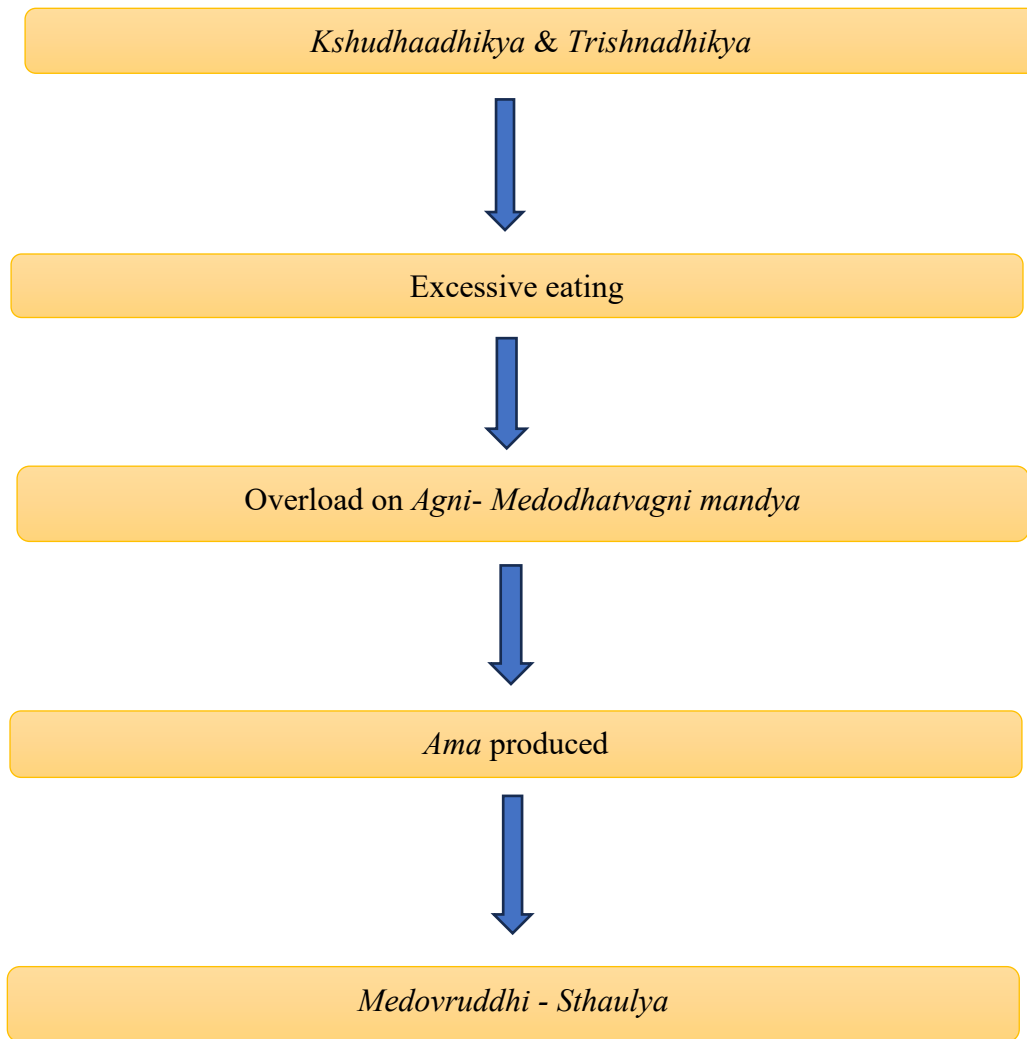 Kshudhaadhikya & Trishnadhikya
Excessive eating
Overload on Agni- Medodhatvagni mandya
Ama produced
Medovruddhi - Sthaulya